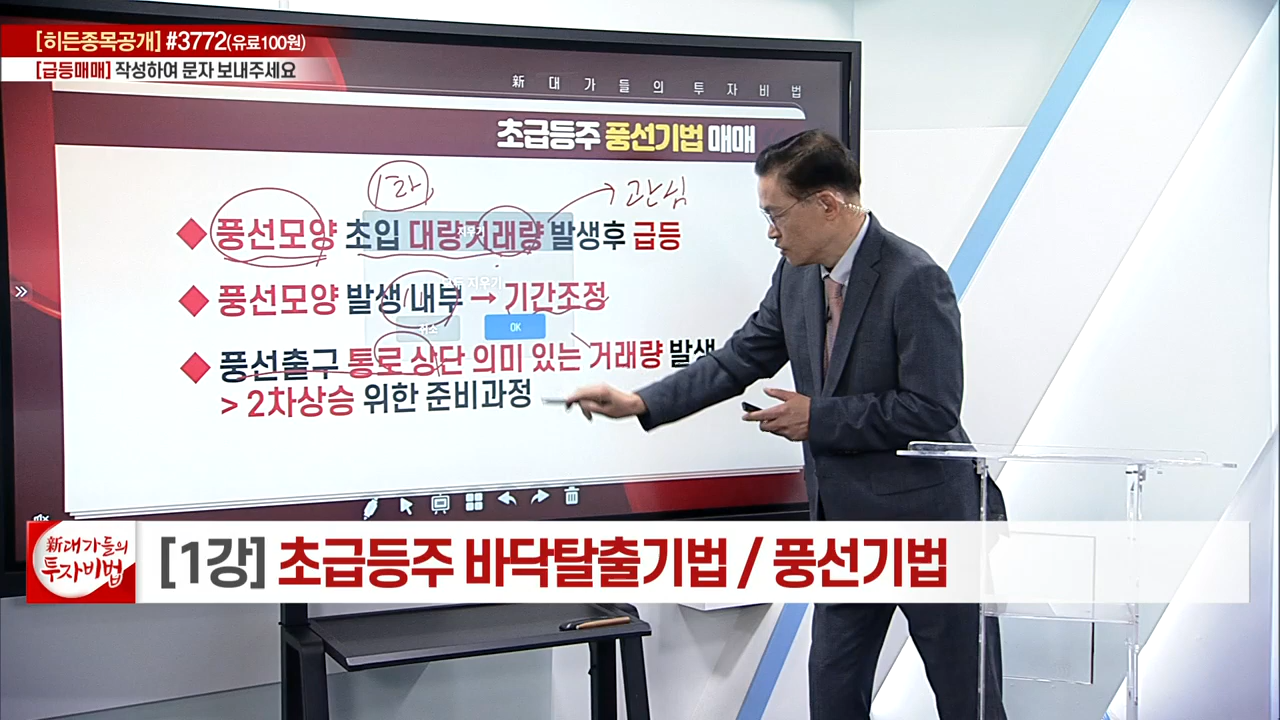 [히든종목공개] #3772(유료100원)
[급등매매] 작성하여 문자 보내주세요
新 대 가 들 의 투 자 비 법
초급등주 풍선기법 매매
1차
관심
◆ 풍선모양 초입 대량거래량 발생후 급등
◆ 풍선모양 발생 내부 → 기간조정
취소
OK
◆ 풍선출구 통로 상단 의미 있는 거래량 발생
> 2차상승 위한 준비과정
新대가들의
투자비법
[1강] 초급등주 바닥탈출기법 / 풍선기법